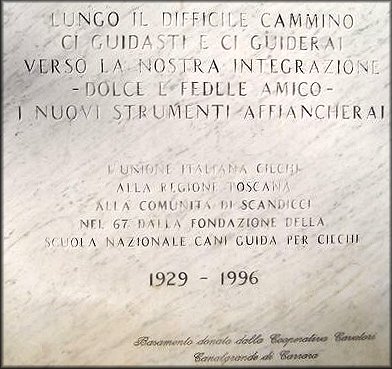 LUNGO IL DIFFICILE CAMMINO
CI GUIDASTI E CI GUIDERAI
VERSO LA NOSTRA INTEGRAZIONE
-DOLCE E FEDELE AMICO-
I NUOVI STRUMENTI AFFIANCHERAI
L'UNIONE ITALIANA CIECHI
ALLA REGIONE TOSCANA
ALLA COMUNITÀ DI SCANDICCI
NEL 67° DALLA FONDAZIONE DELLA
SCUOLA NAZIONALE CANI GUIDA PER CIECHI
1929 - 1996
Basamento donato dalla Cooperativa Cavatori
Canalgrande di Carrara